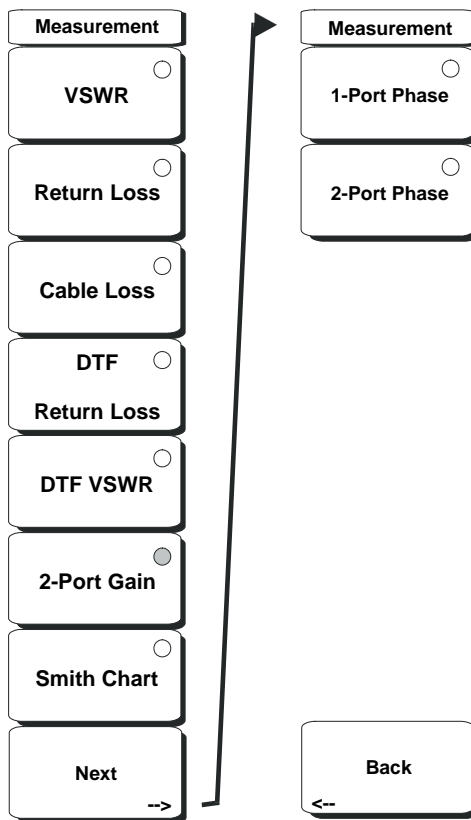 Measurement
VSWR
Return Loss
Cable Loss
DTF
Return Loss
DTF VSWR
2-Port Gain
Smith Chart
Next
-->
Measurement
1-Port Phase
2-Port Phase
Back
<--